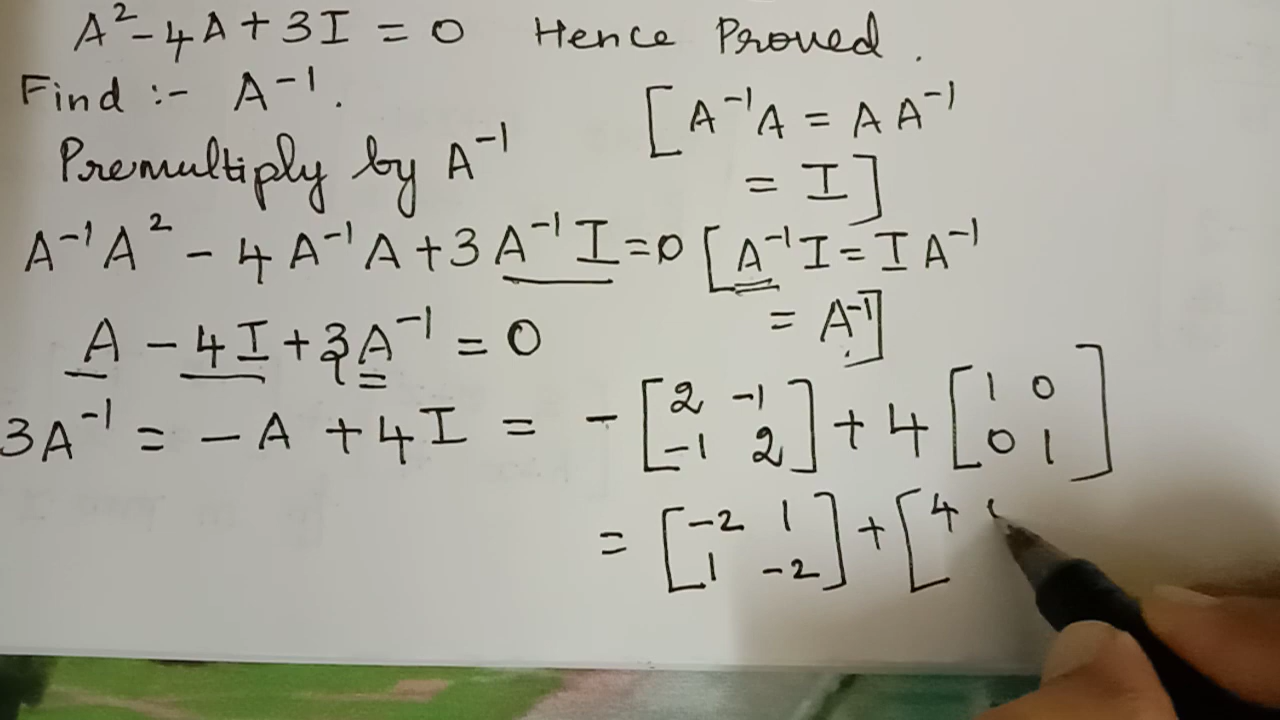 A² - 4A + 3I = 0 Hence Proved.
Find :- A⁻¹.
[A⁻¹A = AA⁻¹
Premultiply by A⁻¹
= I]
A⁻¹A² - 4A⁻¹A + 3A⁻¹I = 0 [A⁻¹I = IA⁻¹
= A⁻¹]
A - 4I + 3A⁻¹ = 0
3A⁻¹ = -A + 4I = -[2 -1
-1 2] + 4[1 0
0 1]
= [-2 1
1 -2] + [4